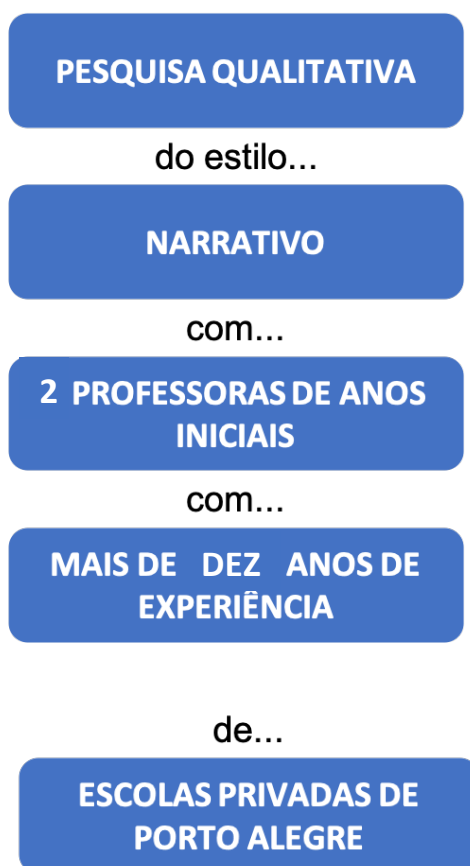 PESQUISA QUALITATIVA
do estilo...
NARRATIVO
com...
2 PROFESSORAS DE ANOS
INICIAIS
com...
MAIS DE DEZ ANOS DE
EXPERIÊNCIA
de...
ESCOLAS PRIVADAS DE
PORTO ALEGRE